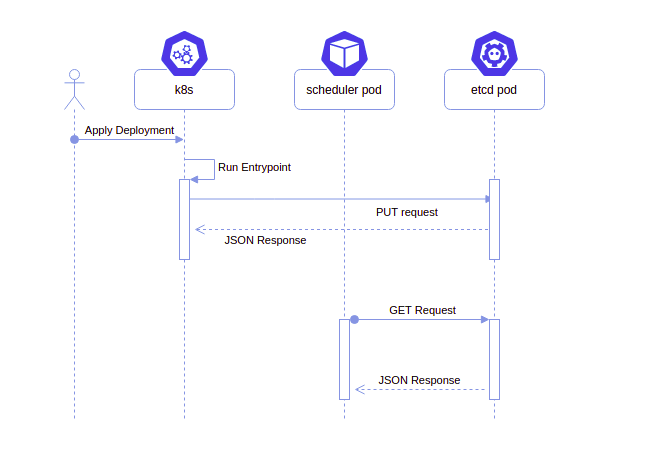 k8s
scheduler pod
etcd pod
Apply Deployment
Run Entrypoint
PUT request
JSON Response
GET Request
JSON Response